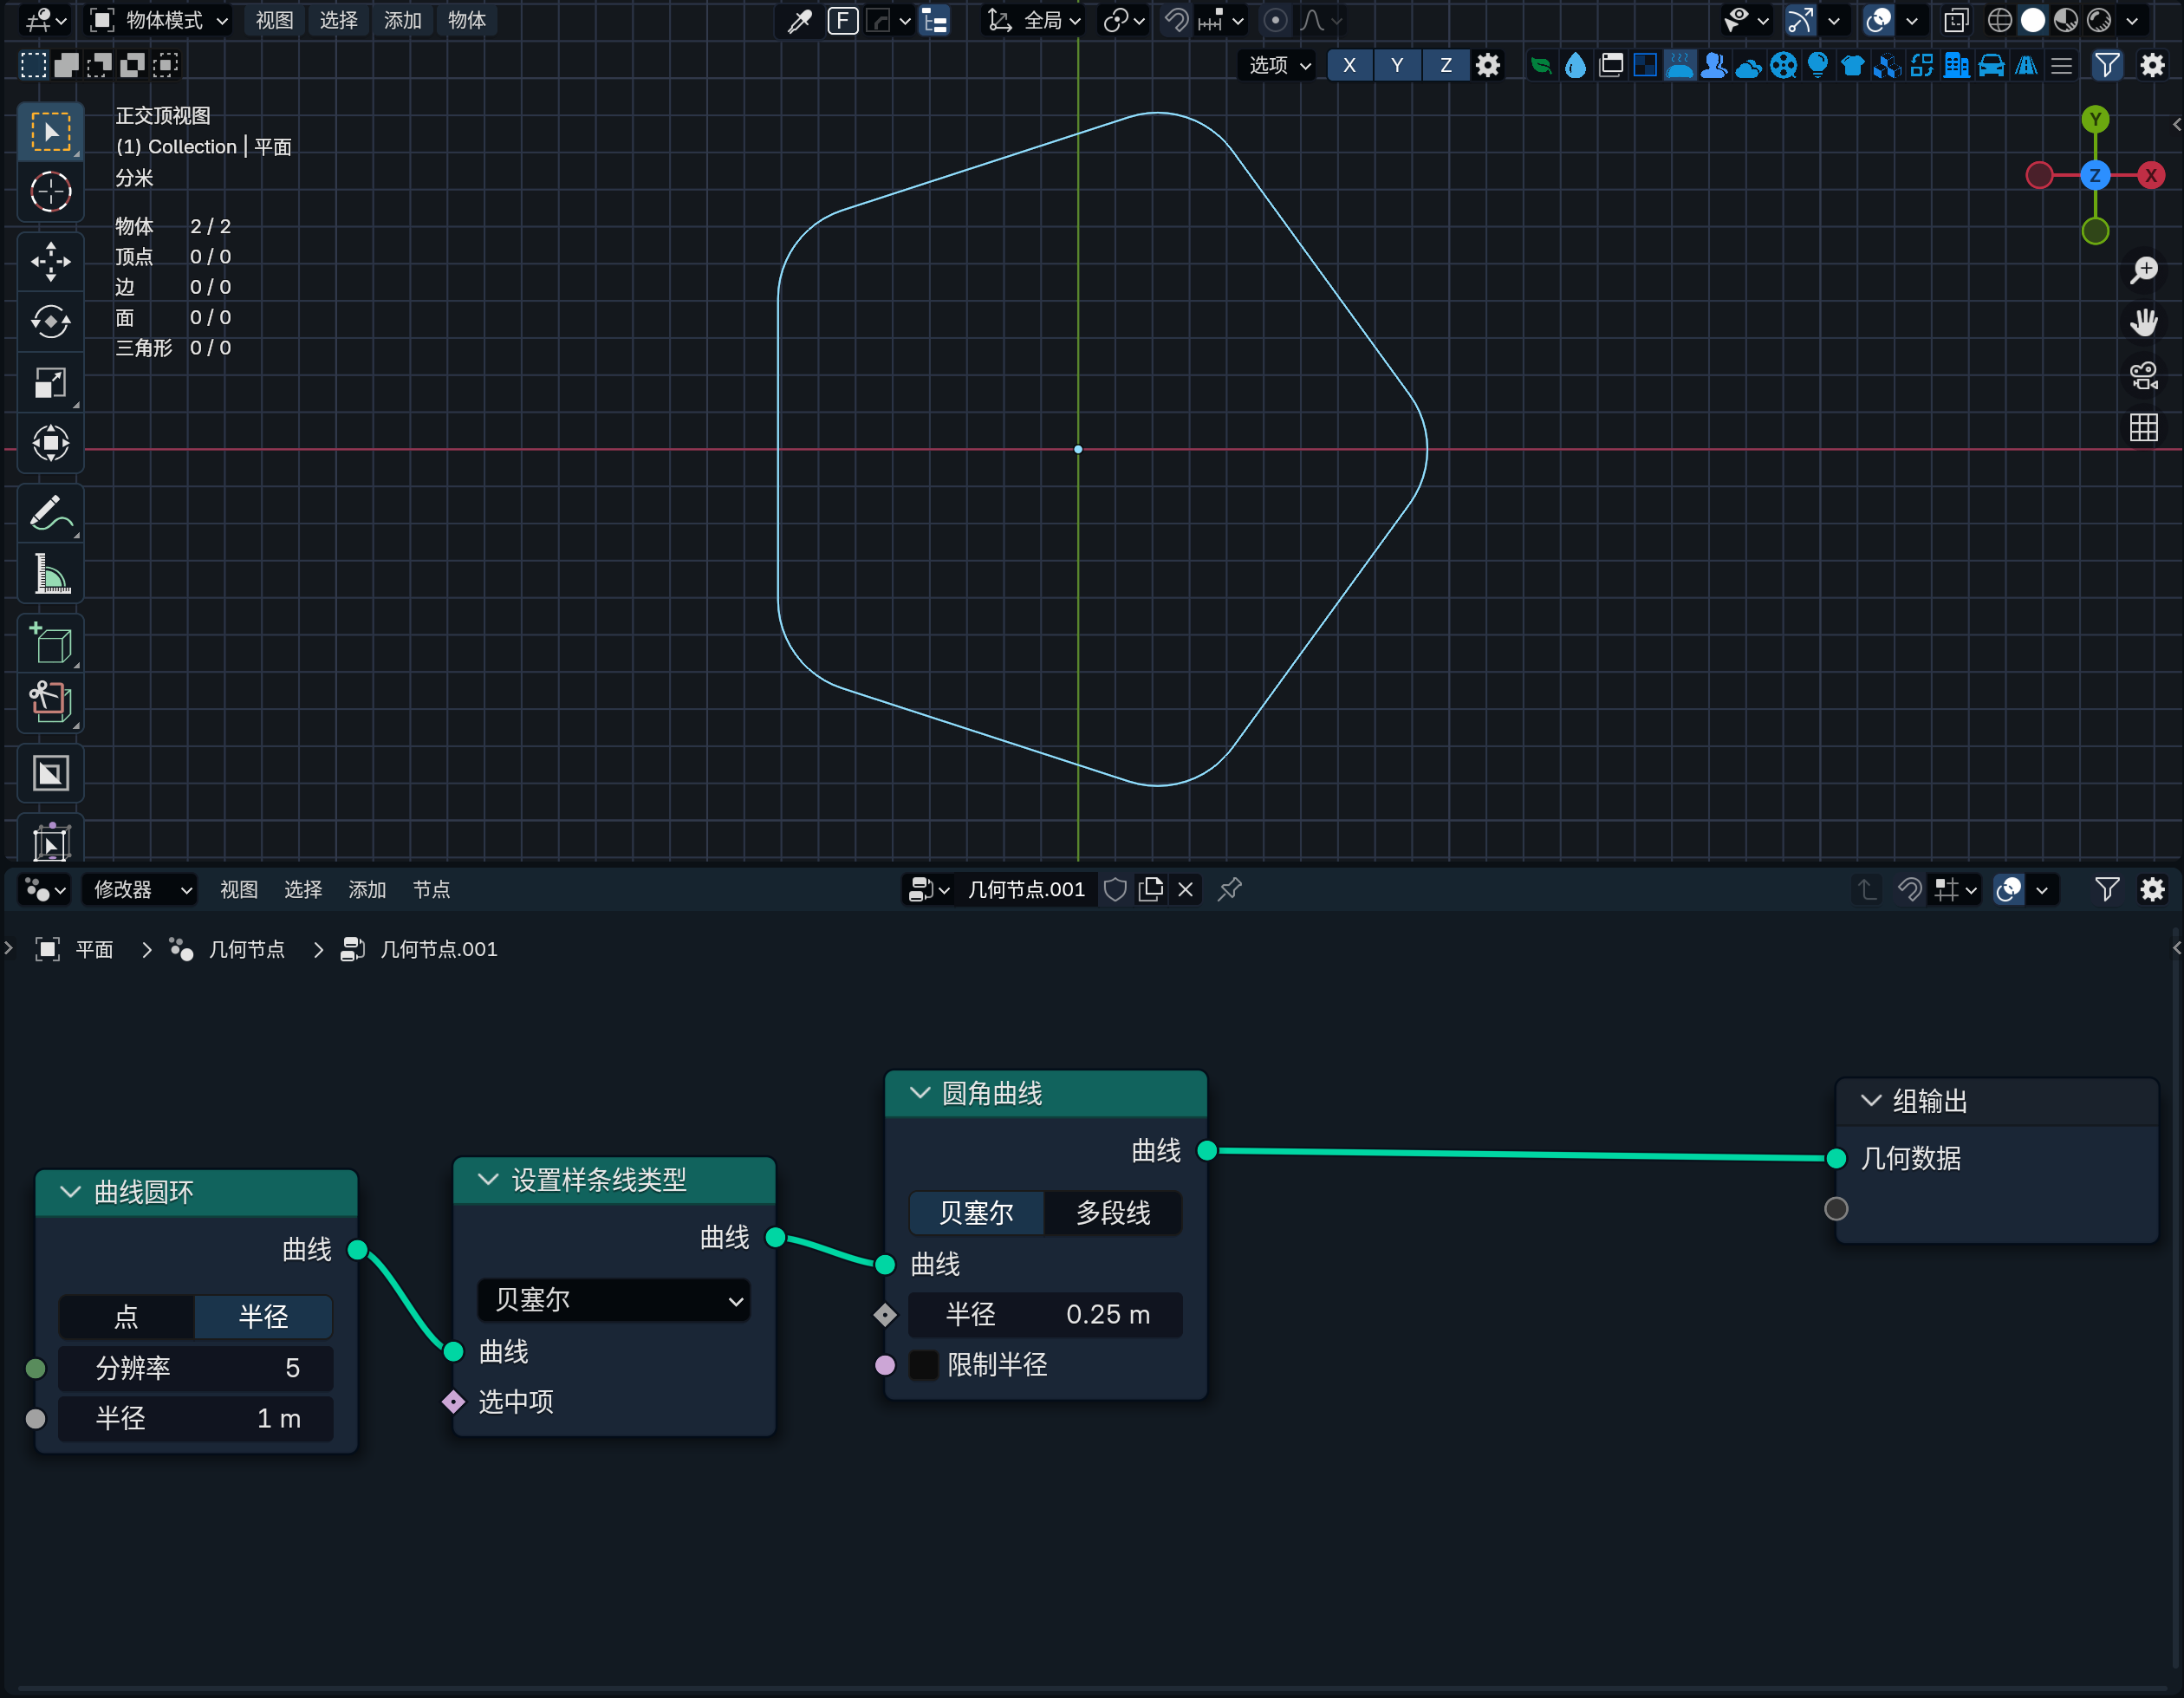 物体模式 视图 选择 添加 物体 F 全局
选项 X Y Z
正交顶视图
(1) Collection | 平面
分米
物体 2 / 2
顶点 0 / 0
边 0 / 0
面 0 / 0
三角形 0 / 0
Y
Z X
修改器 视图 选择 添加 节点 几何节点.001
平面 几何节点 几何节点.001
圆角曲线
曲线
贝塞尔 多段线
曲线
半径 0.25 m
限制半径
组输出
几何数据
设置样条线类型
曲线
贝塞尔
曲线
选中项
曲线圆环
曲线
点 半径
分辨率 5
半径 1 m